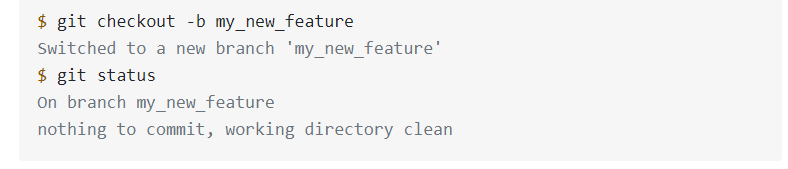 $ git checkout -b my_new_feature
Switched to a new branch 'my_new_feature'
$ git status
On branch my_new_feature
nothing to commit, working directory clean